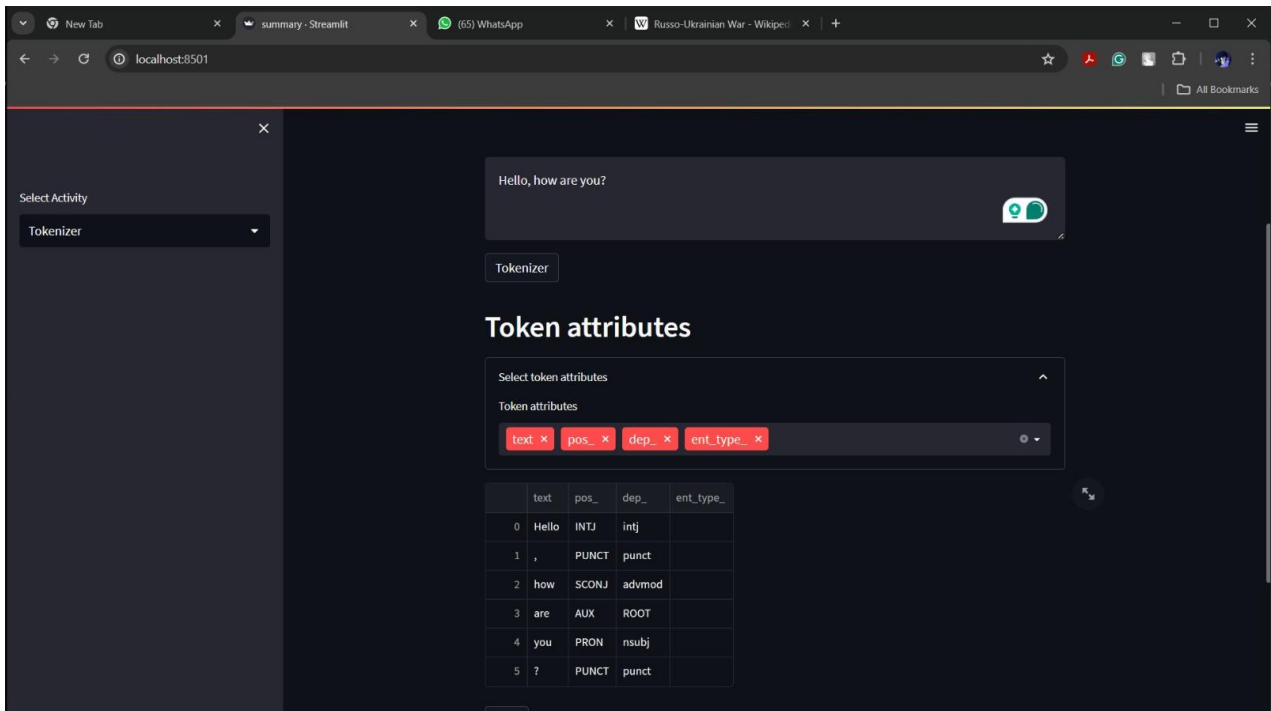 New Tab
summary · Streamlit
(65) WhatsApp
W Russo-Ukrainian War - Wikiped
localhost:8501
All Bookmarks
Select Activity
Tokenizer
Hello, how are you?
Tokenizer
Token attributes
Select token attributes
Token attributes
text pos_ dep_ ent_type_
text pos_ dep_ ent_type_
0 Hello INTJ intj
1 , PUNCT punct
2 how SCONJ advmod
3 are AUX ROOT
4 you PRON nsubj
5 ? PUNCT punct